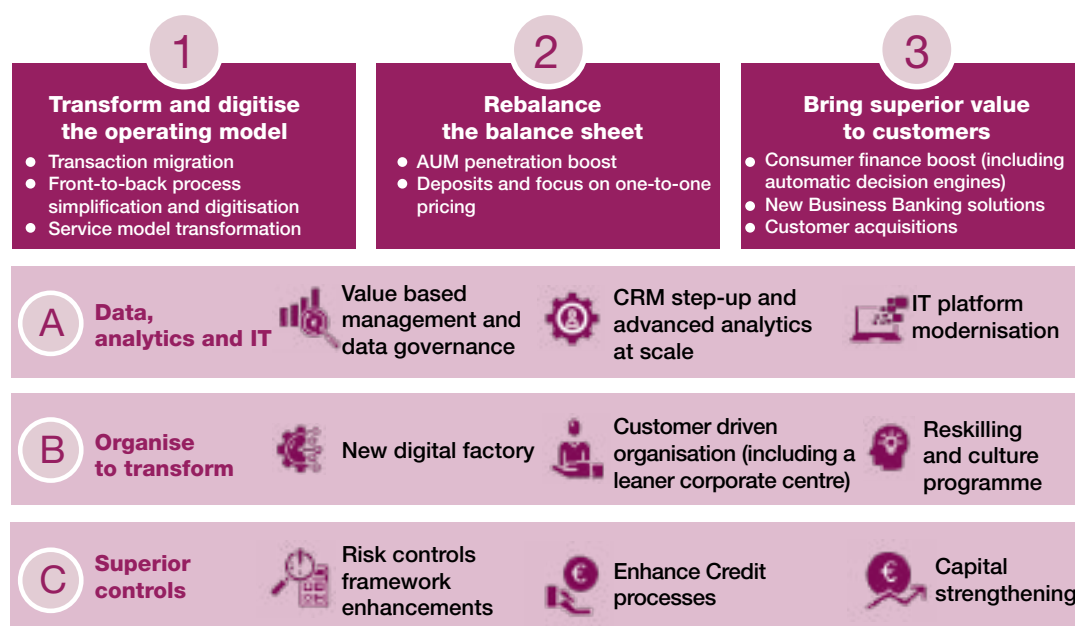 1
Transform and digitise
the operating model
Transaction migration
Front-to-back process
simplification and digitisation
Service model transformation
2
Rebalance
the balance sheet
AUM penetration boost
Deposits and focus on one-to-one
pricing
3
Bring superior value
to customers
Consumer finance boost (including
automatic decision engines)
New Business Banking solutions
Customer acquisitions
A
Data,
analytics and IT
Value based
management and
data governance
CRM step-up and
advanced analytics
at scale
IT platform
modernisation
B
Organise
to transform
New digital factory
Customer driven
organisation (including a
leaner corporate centre)
Reskilling
and culture
programme
C
Superior
controls
Risk controls
framework
enhancements
€
Enhance Credit
processes
€
Capital
strengthening